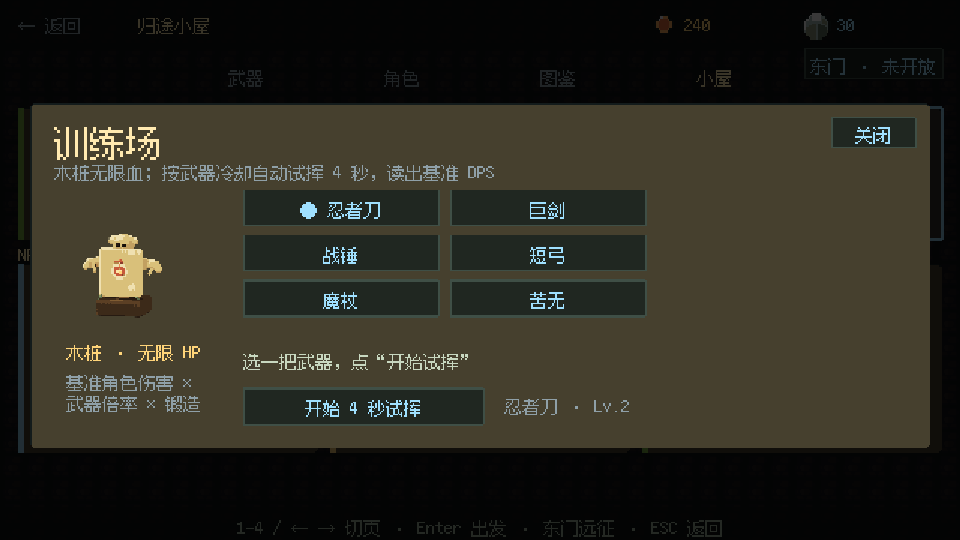 ← 返回 归途小屋 240 30
武器 角色 图鉴 小屋 东门 · 未开放
训练场 关闭
木桩无限血；按武器冷却自动试挥 4 秒，读出基准 DPS
忍者刀 巨剑
战锤 短弓
魔杖 苦无
木桩 · 无限 HP
基准角色伤害 ×
武器倍率 × 锻造
选一把武器，点“开始试挥”
开始 4 秒试挥 忍者刀 · Lv.2
1-4 / ← → 切页 · Enter 出发 · 东门远征 · ESC 返回